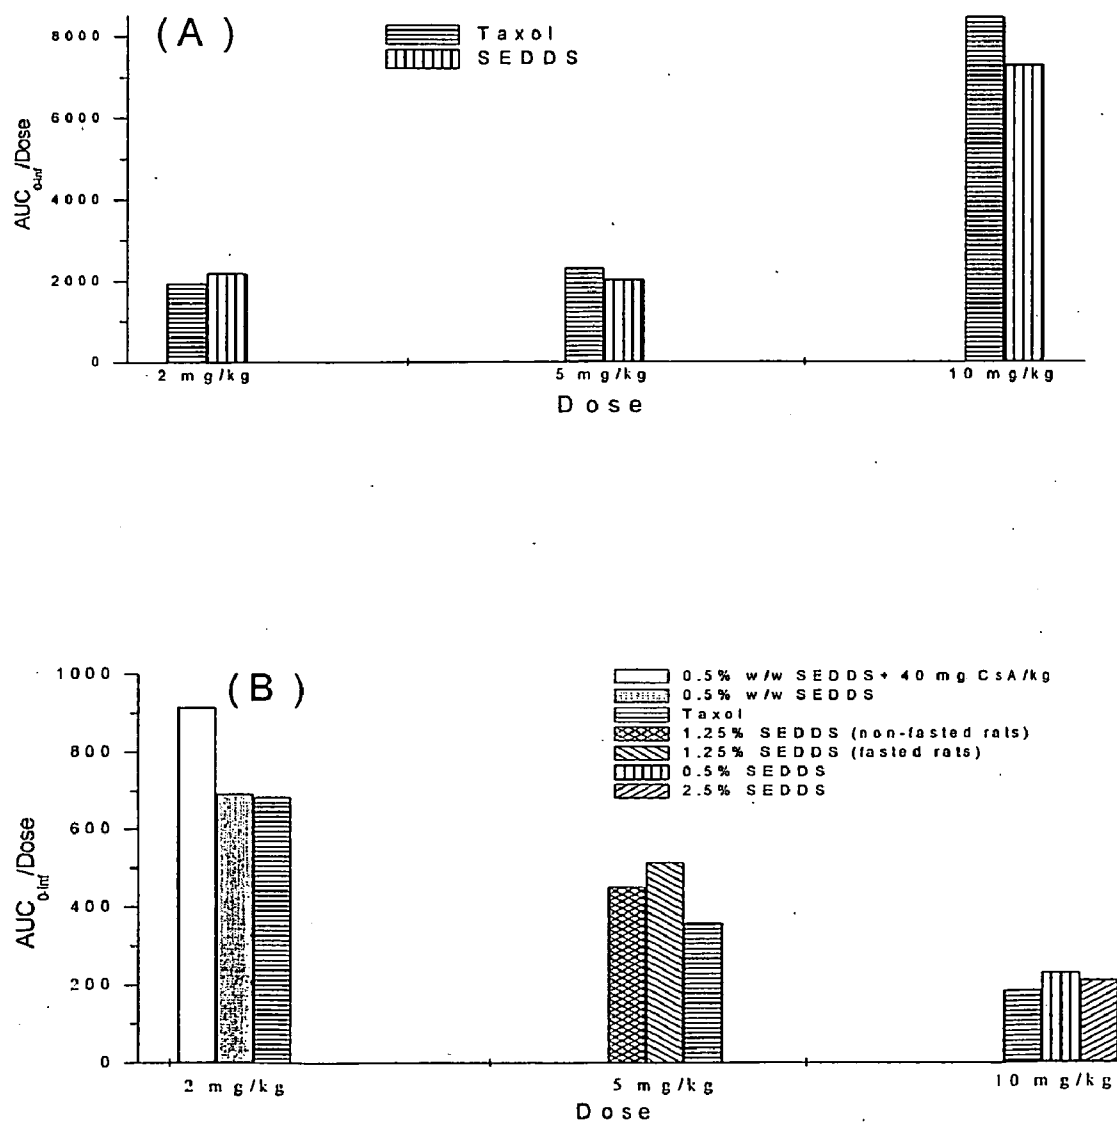 (A)
Taxol
SEDDS
8000
6000
4000
2000
0
AUC0-inf/Dose
2 mg/kg
5 mg/kg
10 mg/kg
Dose
(B)
0.5% w/w SEDDS+ 40 mg CsA/kg
0.5% w/w SEDDS
Taxol
1.25% SEDDS (non-fasted rats)
1.25% SEDDS (fasted rats)
0.5% SEDDS
2.5% SEDDS
1000
800
600
400
200
0
AUC0-inf/Dose
2 mg/kg
5 mg/kg
10 mg/kg
Dose